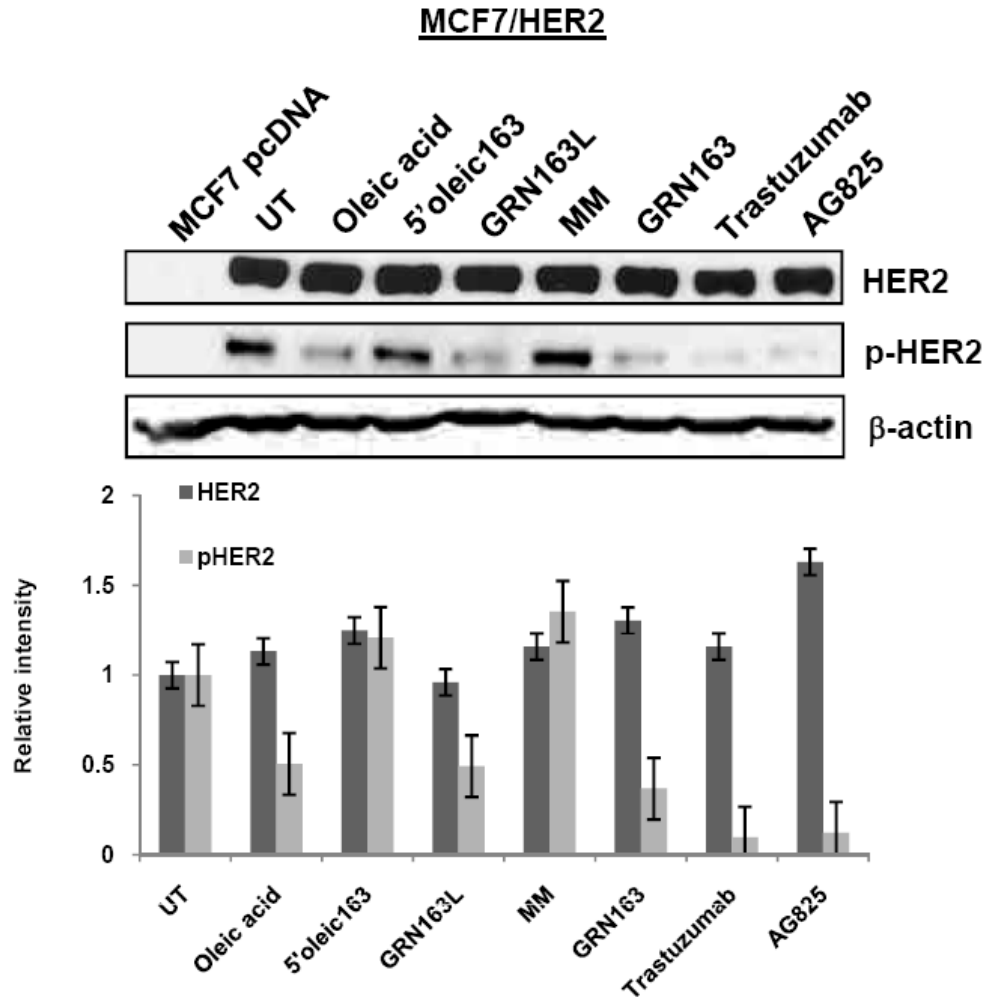 MCF7/HER2
MCF7 pcDNA
UT
Oleic acid
5'oleic163
GRN163L
MM
GRN163
Trastuzumab
AG825
HER2
p-HER2
β-actin
HER2
pHER2
Relative intensity
2
1.5
1
0.5
0
UT
Oleic acid
5'oleic163
GRN163L
MM
GRN163
Trastuzumab
AG825